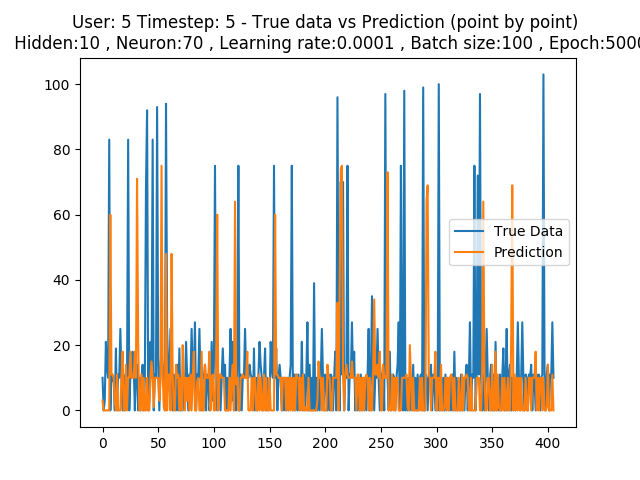 User: 5 Timestep: 5 - True data vs Prediction (point by point)
Hidden:10 , Neuron:70 , Learning rate:0.0001 , Batch size:100 , Epoch:5000
100
80
60
40
20
0
True Data
Prediction
0 50 100 150 200 250 300 350 400